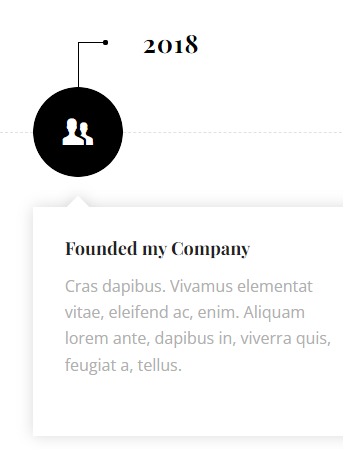 2018
Founded my Company
Cras dapibus. Vivamus elementat
vitae, eleifend ac, enim. Aliquam
lorem ante, dapibus in, viverra quis,
feugiat a, tellus.